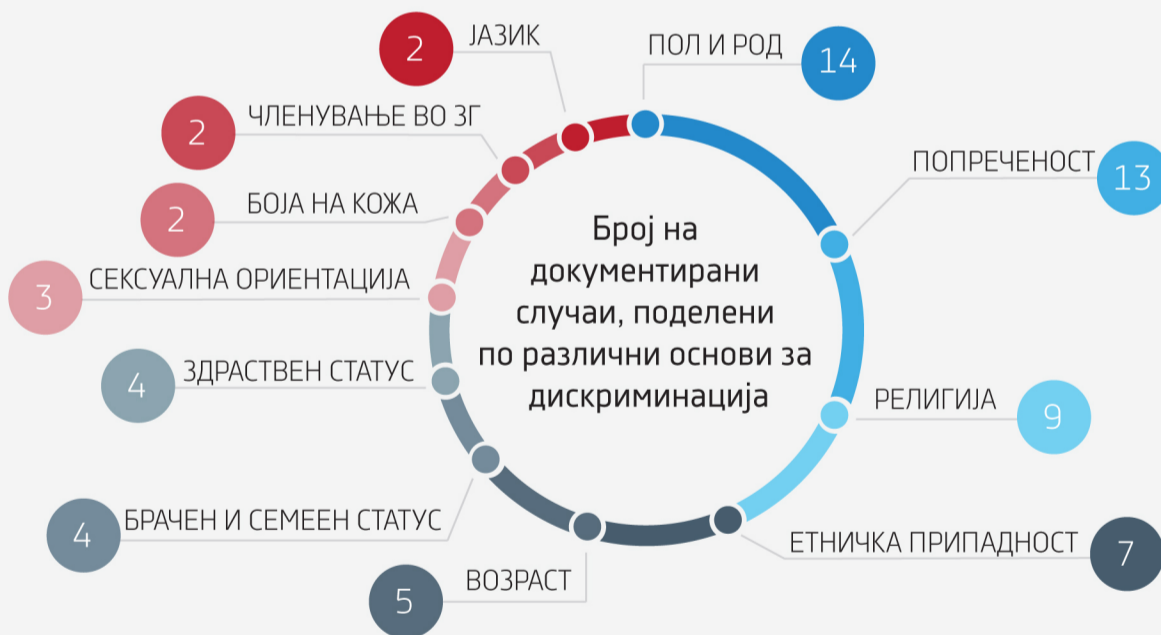 Број на
документирани
случаи, поделени
по различни основи за
дискриминација
ПОЛ И РОД
14
ПОПРЕЧЕНОСТ
13
РЕЛИГИЈА
9
ЕТНИЧКА ПРИПАДНОСТ
7
ВОЗРАСТ
5
БРАЧЕН И СЕМЕЕН СТАТУС
4
ЗДРАСТВЕН СТАТУС
4
СЕКСУАЛНА ОРИЕНТАЦИЈА
3
БОЈА НА КОЖА
2
ЧЛЕНУВАЊЕ ВО ЗГ
2
ЈАЗИК
2